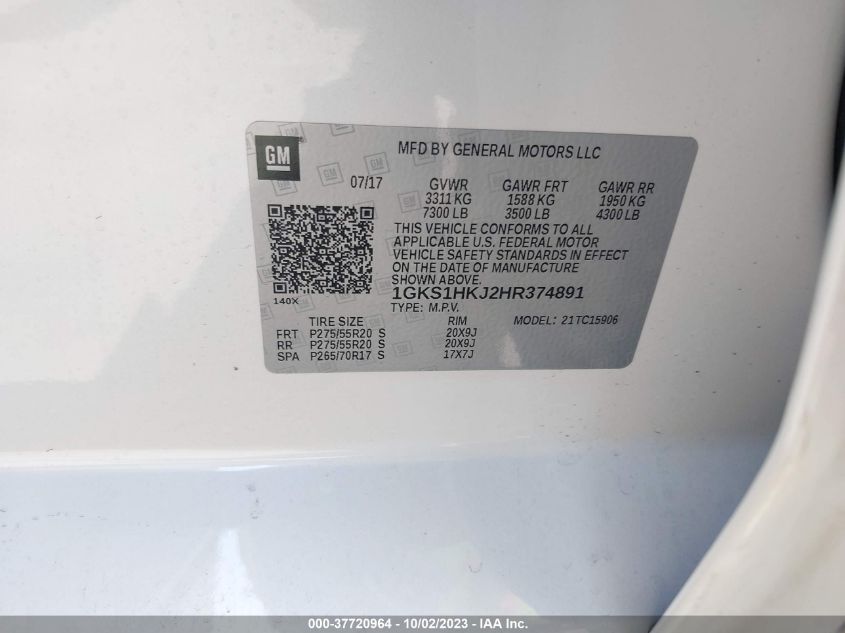 GM
MFD BY GENERAL MOTORS LLC
07/17
GVWR GAWR FRT GAWR RR
3311 KG 1588 KG 1950 KG
7300 LB 3500 LB 4300 LB
THIS VEHICLE CONFORMS TO ALL
APPLICABLE U.S. FEDERAL MOTOR
VEHICLE SAFETY STANDARDS IN EFFECT
ON THE DATE OF MANUFACTURE
SHOWN ABOVE.
1GKS1HKJ2HR374891
140X
TYPE: M.P.V. MODEL: 21TC15906
TIRE SIZE RIM
FRT P275/55R20 S 20X9J
RR P275/55R20 S 20X9J
SPA P265/70R17 S 17X7J
000-37720964 - 10/02/2023 - IAA Inc.